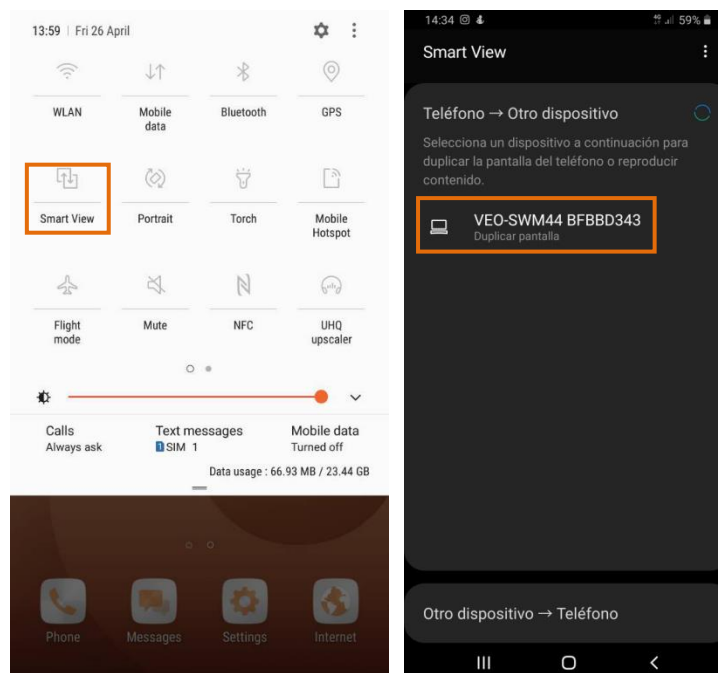 13:59 | Fri 26 April
WLAN
Mobile
data
Bluetooth
GPS
Smart View
Portrait
Torch
Mobile
Hotspot
Flight
mode
Mute
NFC
UHQ
upscaler
Calls
Always ask
Text messages
1 SIM 1
Mobile data
Turned off
Data usage : 66.93 MB / 23.44 GB
Phone
Messages
Settings
Internet
14:34
59%
Smart View
Teléfono → Otro dispositivo
Selecciona un dispositivo a continuación para
duplicar la pantalla del teléfono o reproducir
contenido.
VEO-SWM44 BFBBD343
Duplicar pantalla
Otro dispositivo → Teléfono